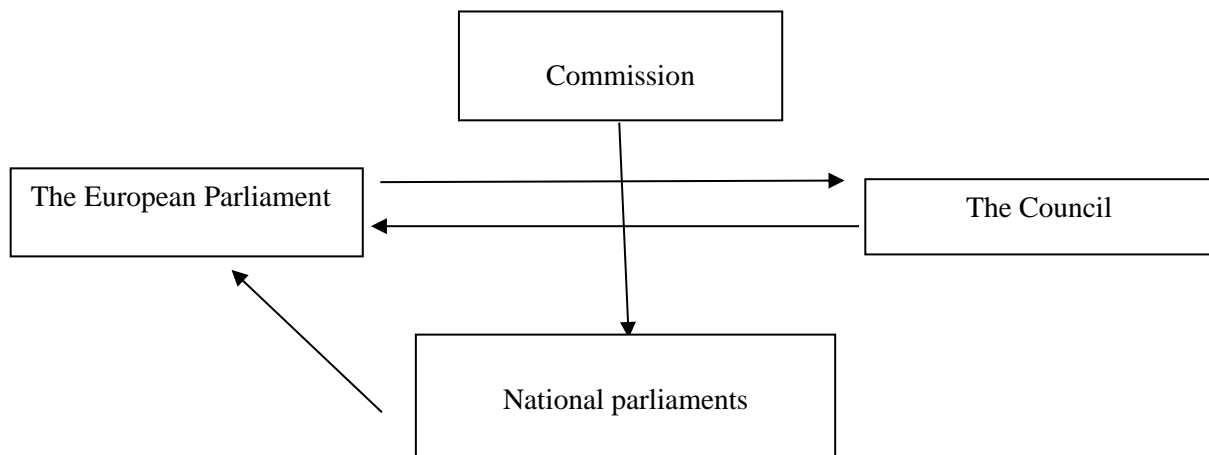 Commission
The European Parliament
The Council
National parliaments